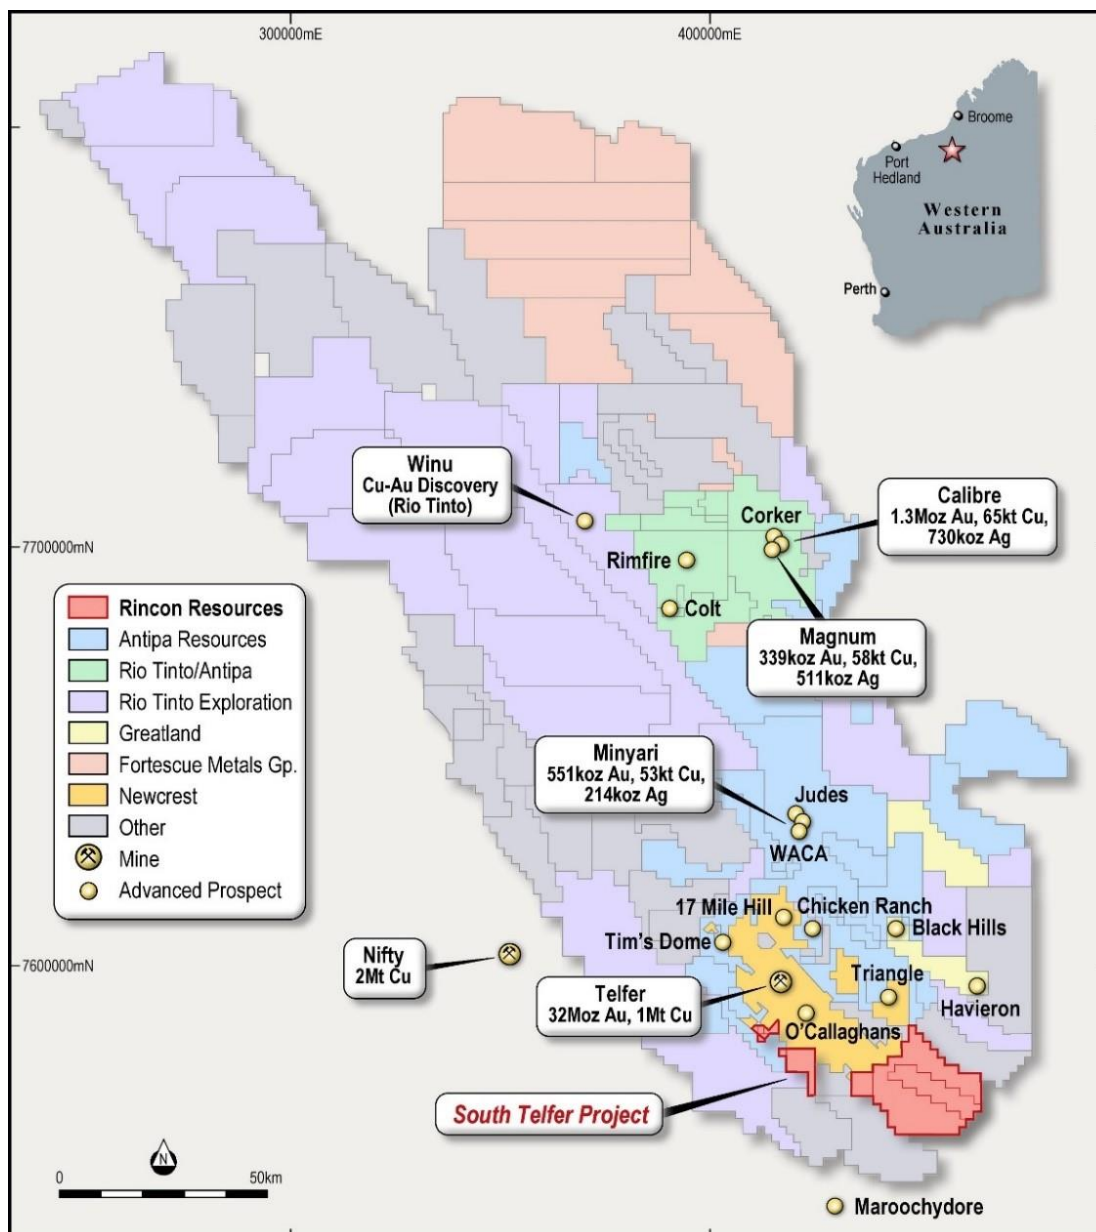 300000mE
400000mE
Broome
Port
Hedland
Western
Australia
Perth
Winu
Cu-Au Discovery
(Rio Tinto)
Corker
Calibre
1.3Moz Au, 65kt Cu,
730koz Ag
7700000mN
Rimfire
Colt
Magnum
339koz Au, 58kt Cu,
511koz Ag
Rincon Resources
Antipa Resources
Rio Tinto/Antipa
Rio Tinto Exploration
Greatland
Fortescue Metals Gp.
Newcrest
Other
Mine
Advanced Prospect
Minyari
551koz Au, 53kt Cu,
214koz Ag
Judes
WACA
17 Mile Hill
Chicken Ranch
Black Hills
Tim's Dome
Nifty
2Mt Cu
7600000mN
Telfer
32Moz Au, 1Mt Cu
Triangle
Havieron
O'Callaghans
South Telfer Project
N
0
50km
Maroochydore